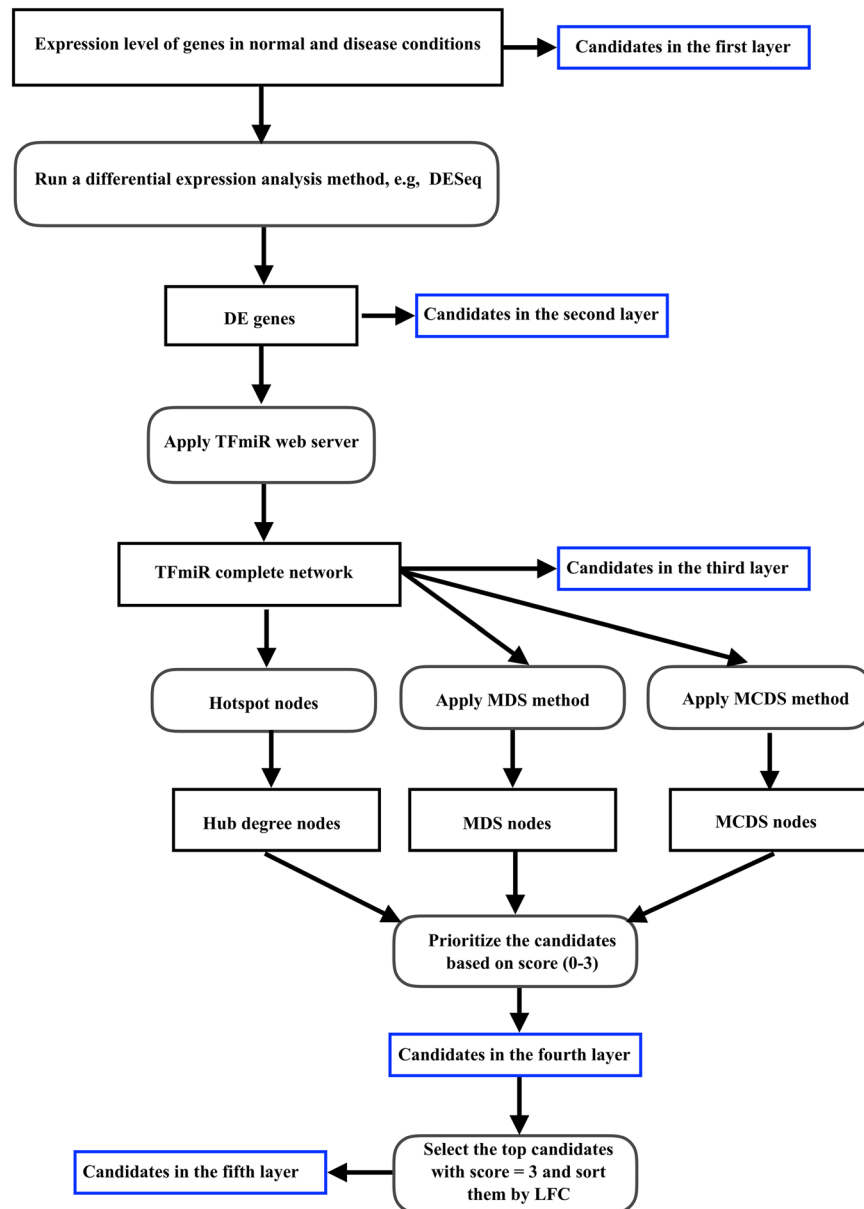 Expression level of genes in normal and disease conditions
Candidates in the first layer
Run a differential expression analysis method, e.g, DESeq
DE genes
Candidates in the second layer
Apply TFmiR web server
TFmiR complete network
Candidates in the third layer
Hotspot nodes
Apply MDS method
Apply MCDS method
Hub degree nodes
MDS nodes
MCDS nodes
Prioritize the candidates
based on score (0-3)
Candidates in the fourth layer
Select the top candidates
with score = 3 and sort
them by LFC
Candidates in the fifth layer